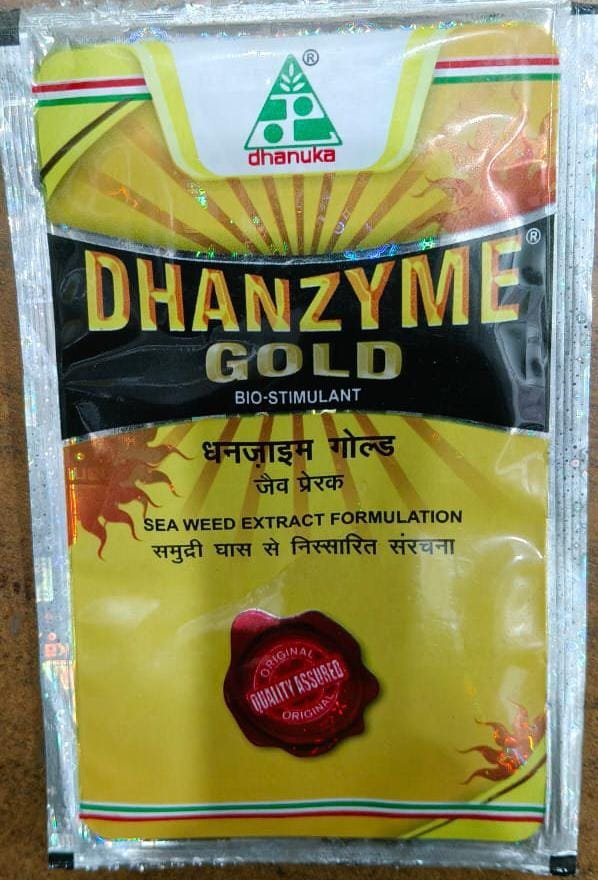 ®
dhanuka
DHANZYME®
GOLD
BIO-STIMULANT
धनज़ाइम गोल्ड
जैव प्रेरक
SEA WEED EXTRACT FORMULATION
समुद्री घास से निस्सारित संरचना
ORIGINAL
QUALITY ASSURED
ORIGINAL